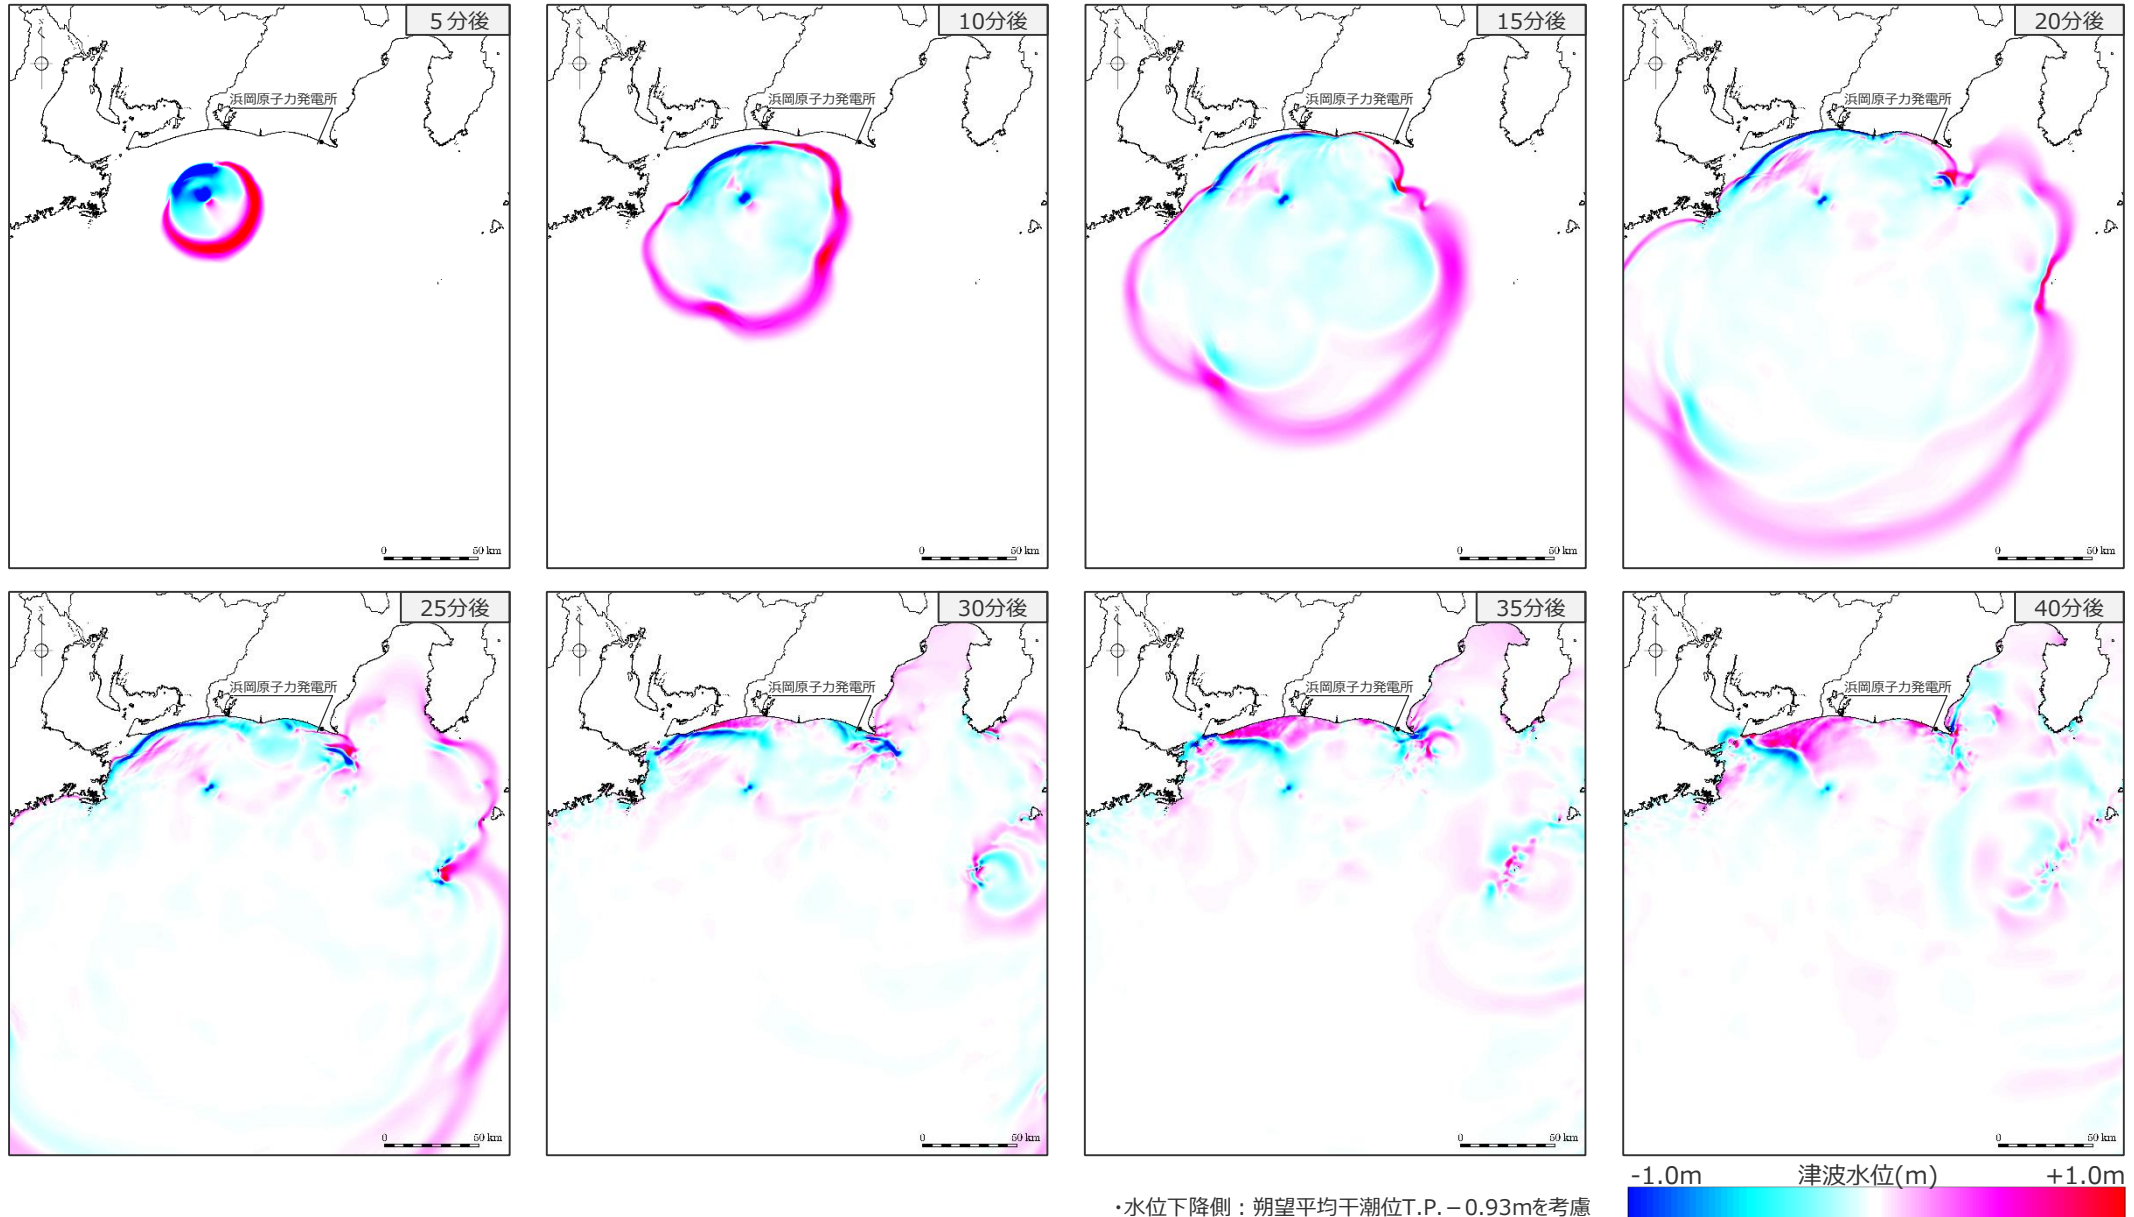 5分後
10分後
15分後
20分後
浜岡原子力発電所
浜岡原子力発電所
浜岡原子力発電所
浜岡原子力発電所
N
N
N
N
0 50 km
0 50 km
0 50 km
0 50 km
25分後
30分後
35分後
40分後
N
N
N
N
浜岡原子力発電所
浜岡原子力発電所
浜岡原子力発電所
浜岡原子力発電所
0 50 km
0 50 km
0 50 km
0 50 km
-1.0m 津波水位(m) +1.0m
・水位下降側：朔望平均干潮位T.P.－0.93mを考慮